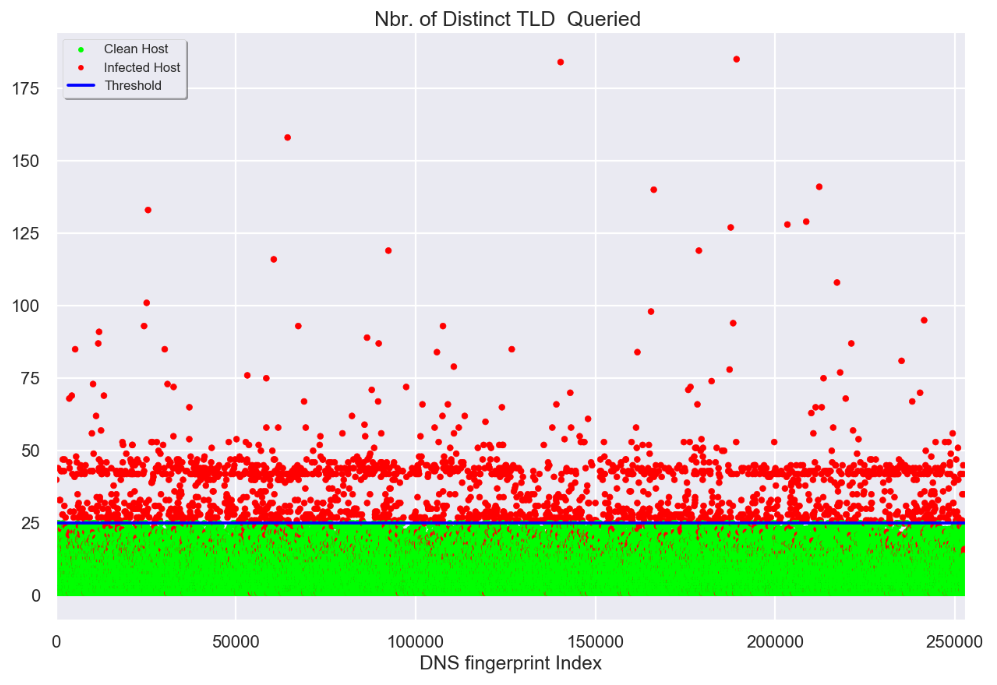 Nbr. of Distinct TLD  Queried
Clean Host
Infected Host
Threshold
175
150
125
100
75
50
25
0
0 50000 100000 150000 200000 250000
DNS fingerprint Index